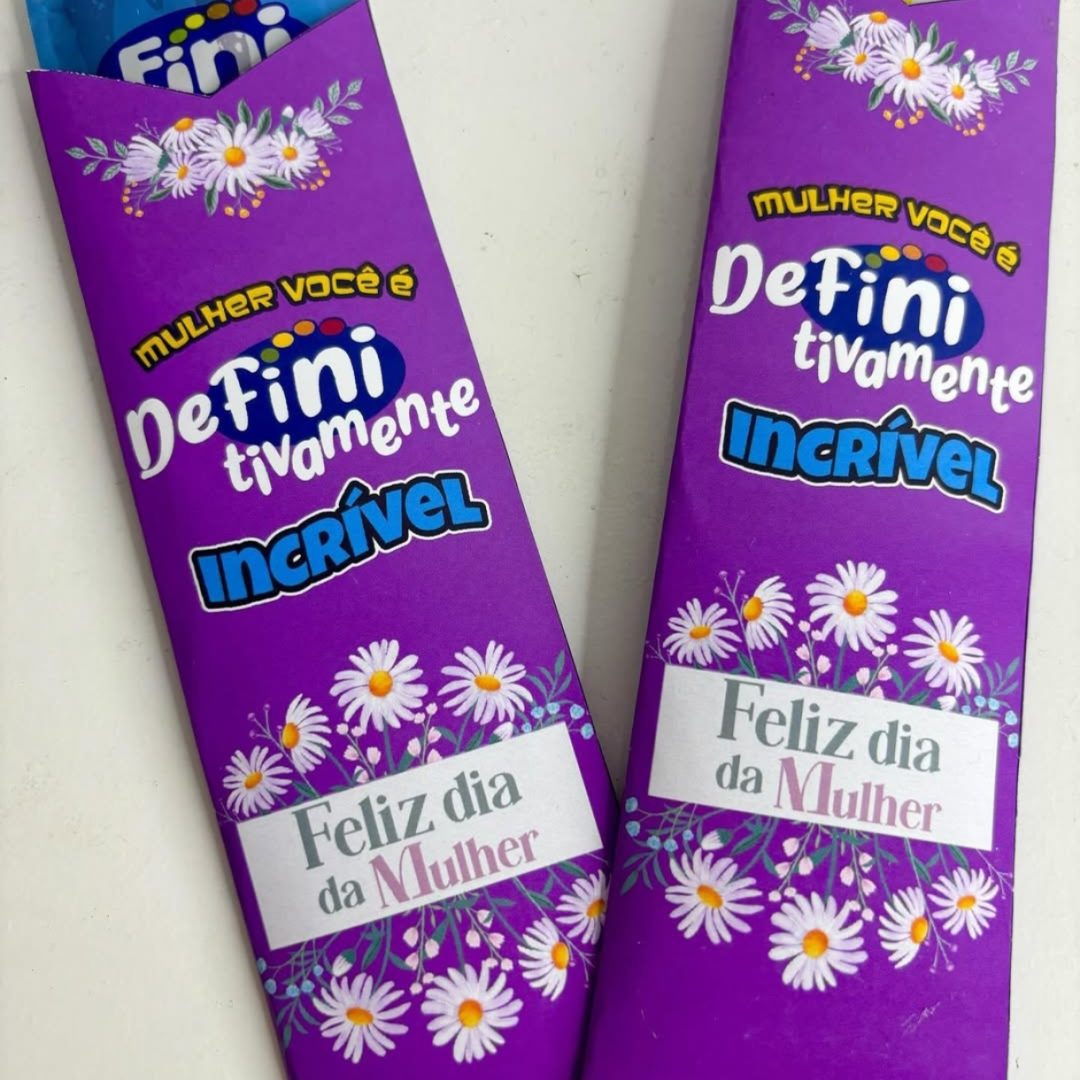 Fini
MULHER VOCÊ É
DeFini
tivamente
INCRÍVEL
Feliz dia
da Mulher
MULHER VOCÊ É
DeFini
tivamente
INCRÍVEL
Feliz dia
da Mulher